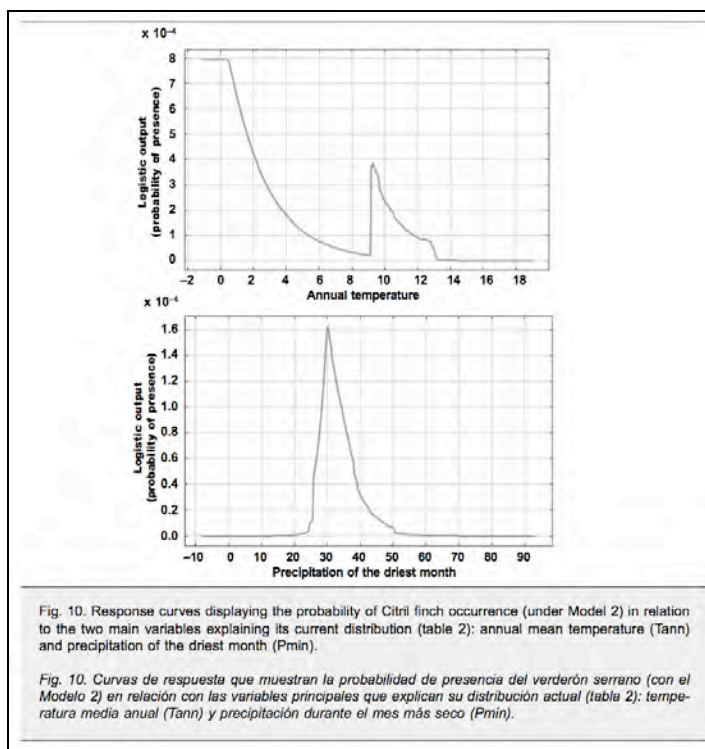 x 10⁻⁴
8
7
6
5
4
3
2
1
0
Logistic output
(probability of presence)
–2 0 2 4 6 8 10 12 14 16 18
Annual temperature
x 10⁻⁴
1.6
1.4
1.2
1.0
0.8
0.6
0.4
0.2
0.0
Logistic output
(probability of presence)
–10 0 10 20 30 40 50 60 70 80 90
Precipitation of the driest month
Fig. 10. Response curves displaying the probability of Citril finch occurrence (under Model 2) in relation
to the two main variables explaining its current distribution (table 2): annual mean temperature (Tann)
and precipitation of the driest month (Pmin).
Fig. 10. Curvas de respuesta que muestran la probabilidad de presencia del verderón serrano (con el
Modelo 2) en relación con las variables principales que explican su distribución actual (table 2): tempe-
ratura media anual (Tann) y precipitación durante el mes más seco (Pmin).